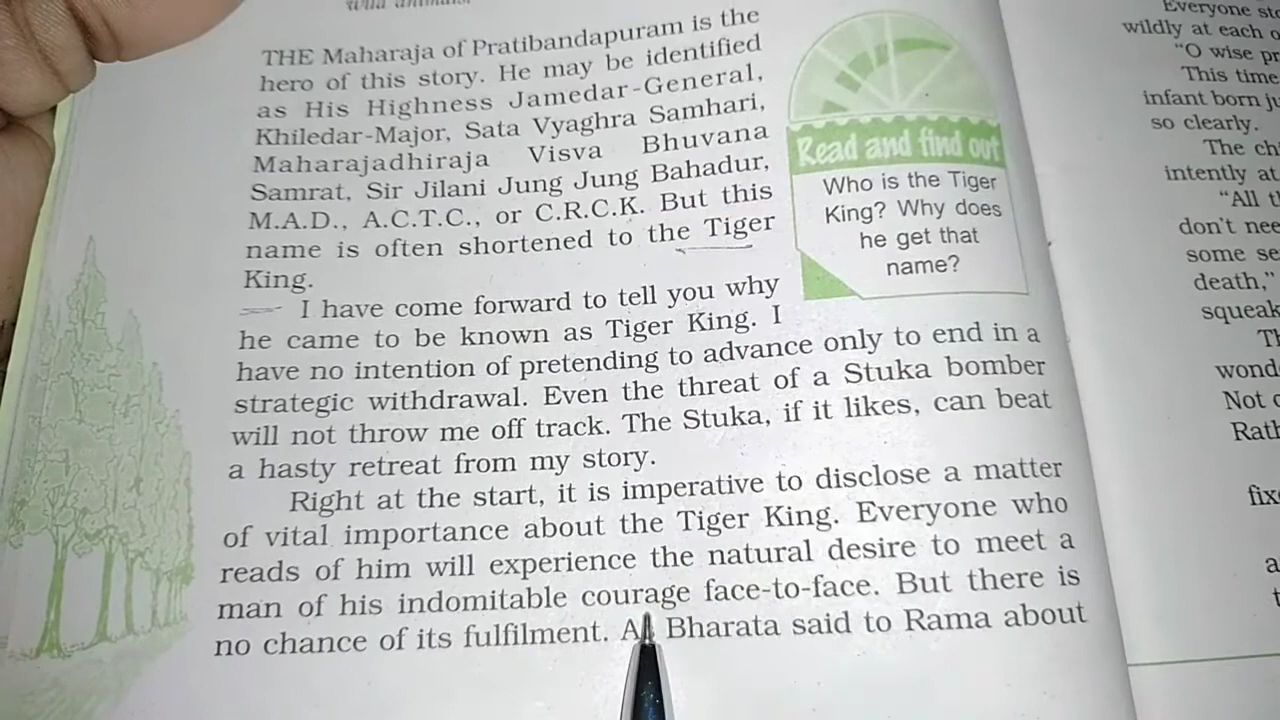 wild animals.
THE Maharaja of Pratibandapuram is the
hero of this story. He may be identified
as His Highness Jamedar-General,
Khiledar-Major, Sata Vyaghra Samhari,
Maharajadhiraja Visva Bhuvana
Samrat, Sir Jilani Jung Jung Bahadur,
M.A.D., A.C.T.C., or C.R.C.K. But this
name is often shortened to the Tiger
King.
I have come forward to tell you why
he came to be known as Tiger King. I
have no intention of pretending to advance only to end in a
strategic withdrawal. Even the threat of a Stuka bomber
will not throw me off track. The Stuka, if it likes, can beat
a hasty retreat from my story.
Right at the start, it is imperative to disclose a matter
of vital importance about the Tiger King. Everyone who
reads of him will experience the natural desire to meet a
man of his indomitable courage face-to-face. But there is
no chance of its fulfilment. As Bharata said to Rama about
Read and find out
Who is the Tiger
King? Why does
he get that
name?
Everyone
wildly at each
"O wise
This time
infant born
so clearly.
The
intently at
"All
don't
some
death,"
Not